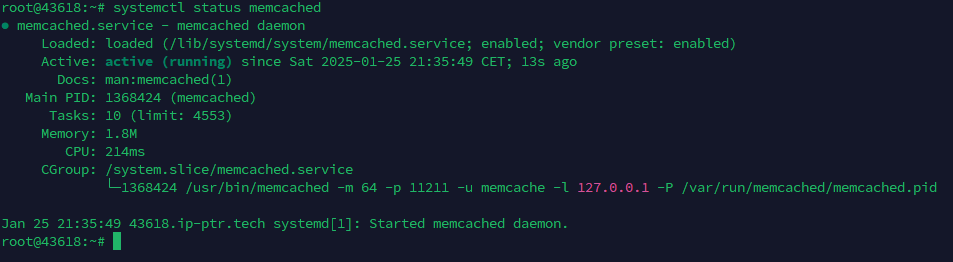 root@43618:~# systemctl status memcached
● memcached.service - memcached daemon
Loaded: loaded (/lib/systemd/system/memcached.service; enabled; vendor preset: enabled)
Active: active (running) since Sat 2025-01-25 21:35:49 CET; 13s ago
Docs: man:memcached(1)
Main PID: 1368424 (memcached)
Tasks: 10 (limit: 4553)
Memory: 1.8M
CPU: 214ms
CGroup: /system.slice/memcached.service
└─1368424 /usr/bin/memcached -m 64 -p 11211 -u memcache -l 127.0.0.1 -P /var/run/memcached/memcached.pid
Jan 25 21:35:49 43618.ip-ptr.tech systemd[1]: Started memcached daemon.
root@43618:~#